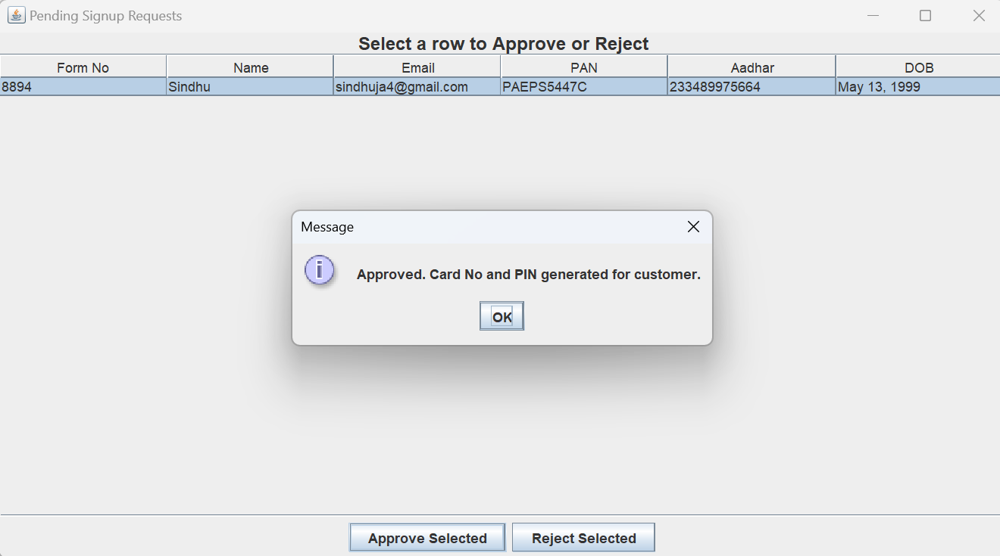 Pending Signup Requests
Select a row to Approve or Reject
Form No Name Email PAN Aadhar DOB
8894 Sindhu sindhuja4@gmail.com PAEPS5447C 233489975664 May 13, 1999
Message
i
Approved. Card No and PIN generated for customer.
OK
Approve Selected Reject Selected